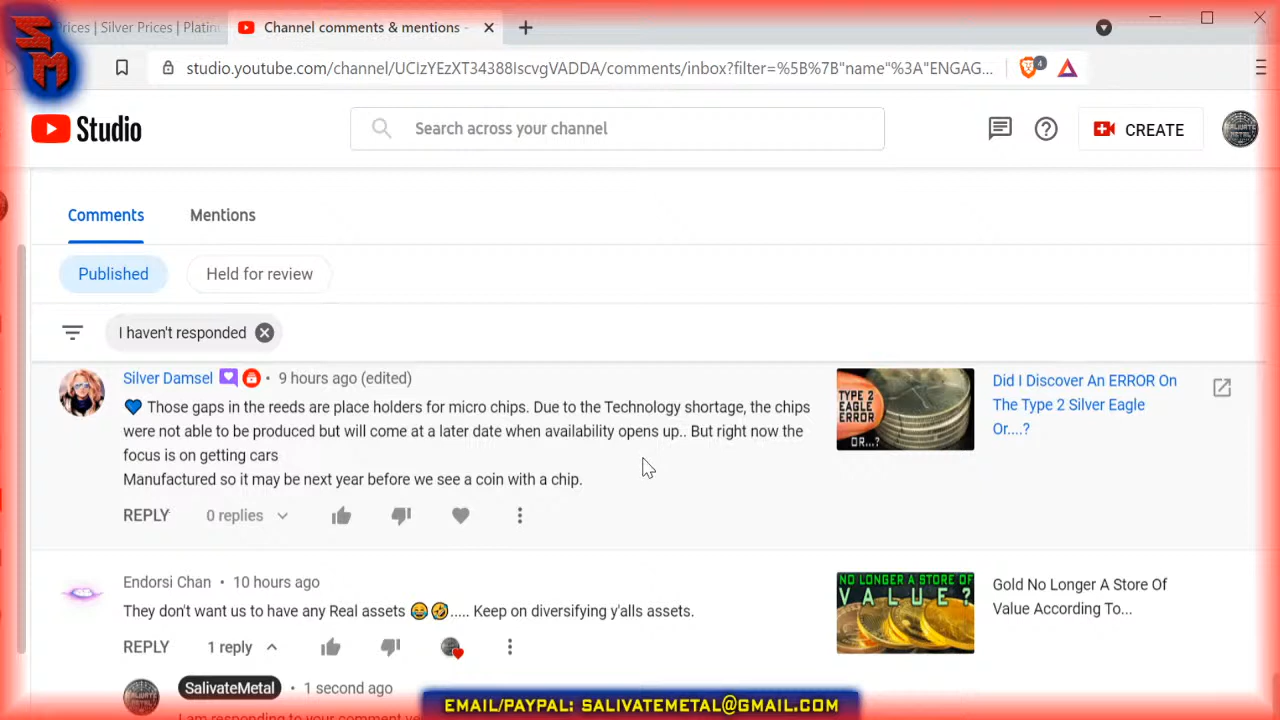 SM
Prices | Silver Prices | Platin
Channel comments & mentions -
studio.youtube.com/channel/UCIzYEzXT34388IscvgVADDA/comments/inbox?filter=%5B%7B"name"%3A"ENGAG...
4
Studio
Search across your channel
CREATE
Comments
Mentions
Published
Held for review
I haven't responded
Silver Damsel • 9 hours ago (edited)
💙 Those gaps in the reeds are place holders for micro chips. Due to the Technology shortage, the chips
were not able to be produced but will come at a later date when availability opens up.. But right now the
focus is on getting cars
Manufactured so it may be next year before we see a coin with a chip.
REPLY 0 replies
TYPE 2
EAGLE
ERROR
OR...?
Did I Discover An ERROR On
The Type 2 Silver Eagle
Or....?
Endorsi Chan • 10 hours ago
They don't want us to have any Real assets 😂🤣..... Keep on diversifying y'alls assets.
REPLY 1 reply
NO LONGER A STORE OF
VALUE?
Gold No Longer A Store Of
Value According To...
SalivateMetal • 1 second ago
I am responding to your comment
EMAIL/PAYPAL: SALIVATEMETAL@GMAIL.COM